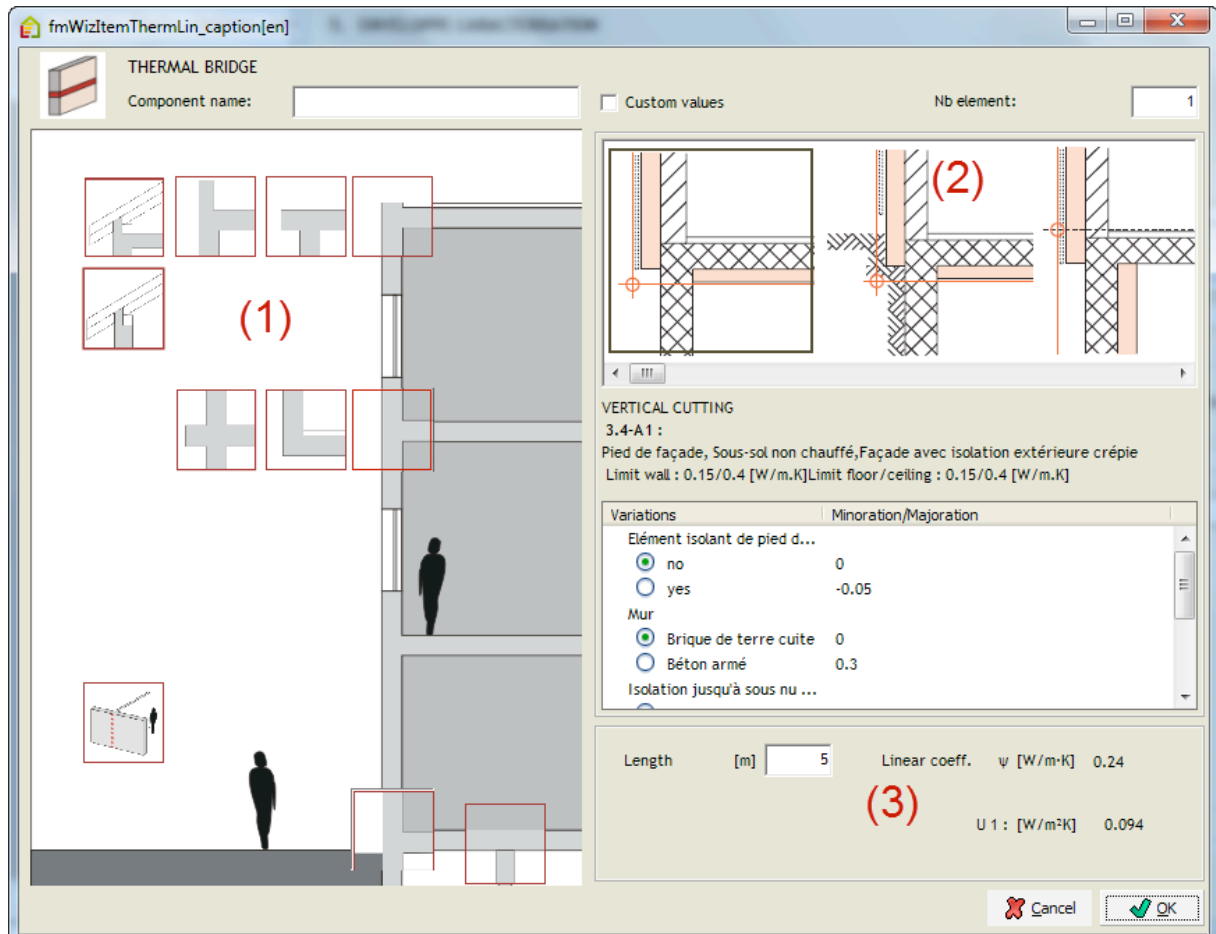 fmWizItemThermLin_caption[en]
THERMAL BRIDGE
Component name:
Custom values
Nb element: 1
(1)
(2)
VERTICAL CUTTING
3.4-A1 :
Pied de façade, Sous-sol non chauffé,Façade avec isolation extérieure crépie
Limit wall : 0.15/0.4 [W/m.K]Limit floor/ceiling : 0.15/0.4 [W/m.K]
Variations Minoration/Majoration
Elément isolant de pied d...
no 0
yes -0.05
Mur
Brique de terre cuite 0
Béton armé 0.3
Isolation jusqu'à sous nu ...
Length [m] 5 Linear coeff. ψ [W/m·K] 0.24
(3)
U 1 : [W/m²K] 0.094
Cancel OK